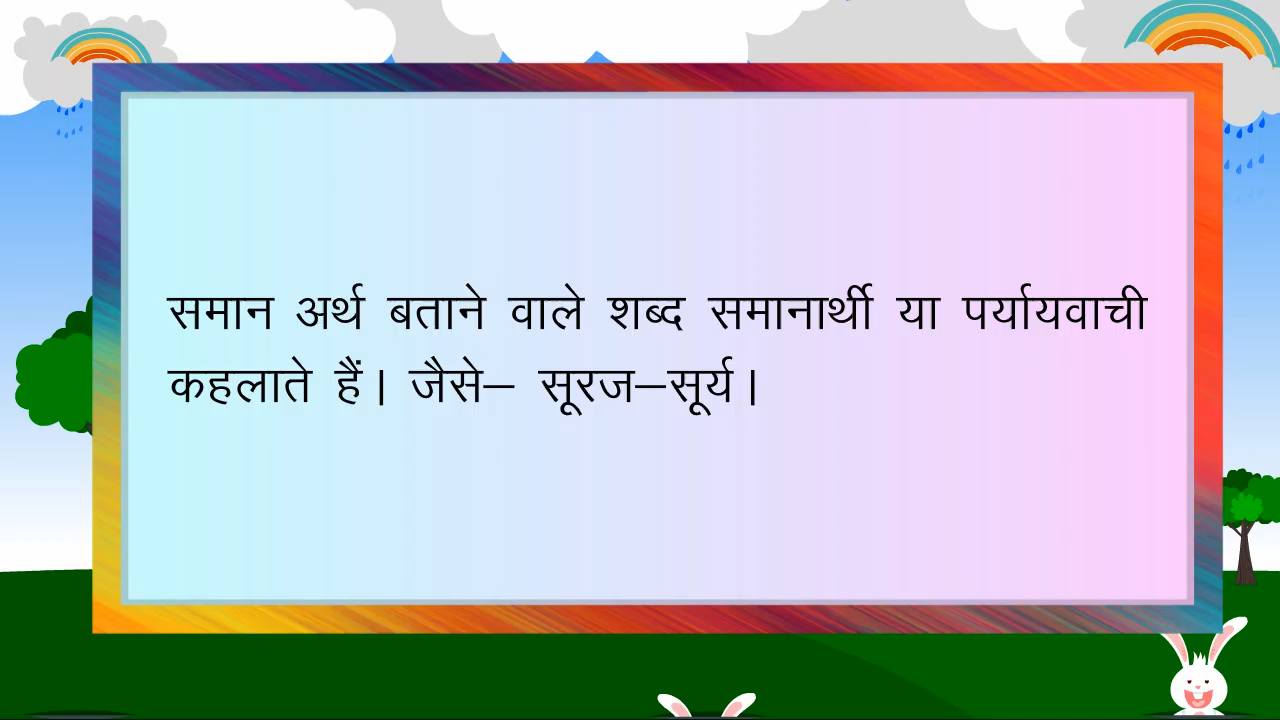 समान अर्थ बताने वाले शब्द समानार्थी या पर्यायवाची
कहलाते हैं। जैसे– सूरज–सूर्य।